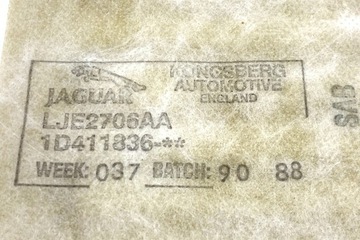 JAGUAR
KONGSBERG
AUTOMOTIVE
ENGLAND
LJE2706AA
1D411836-**
WEEK: 037 BATCH: 90 88
SAB